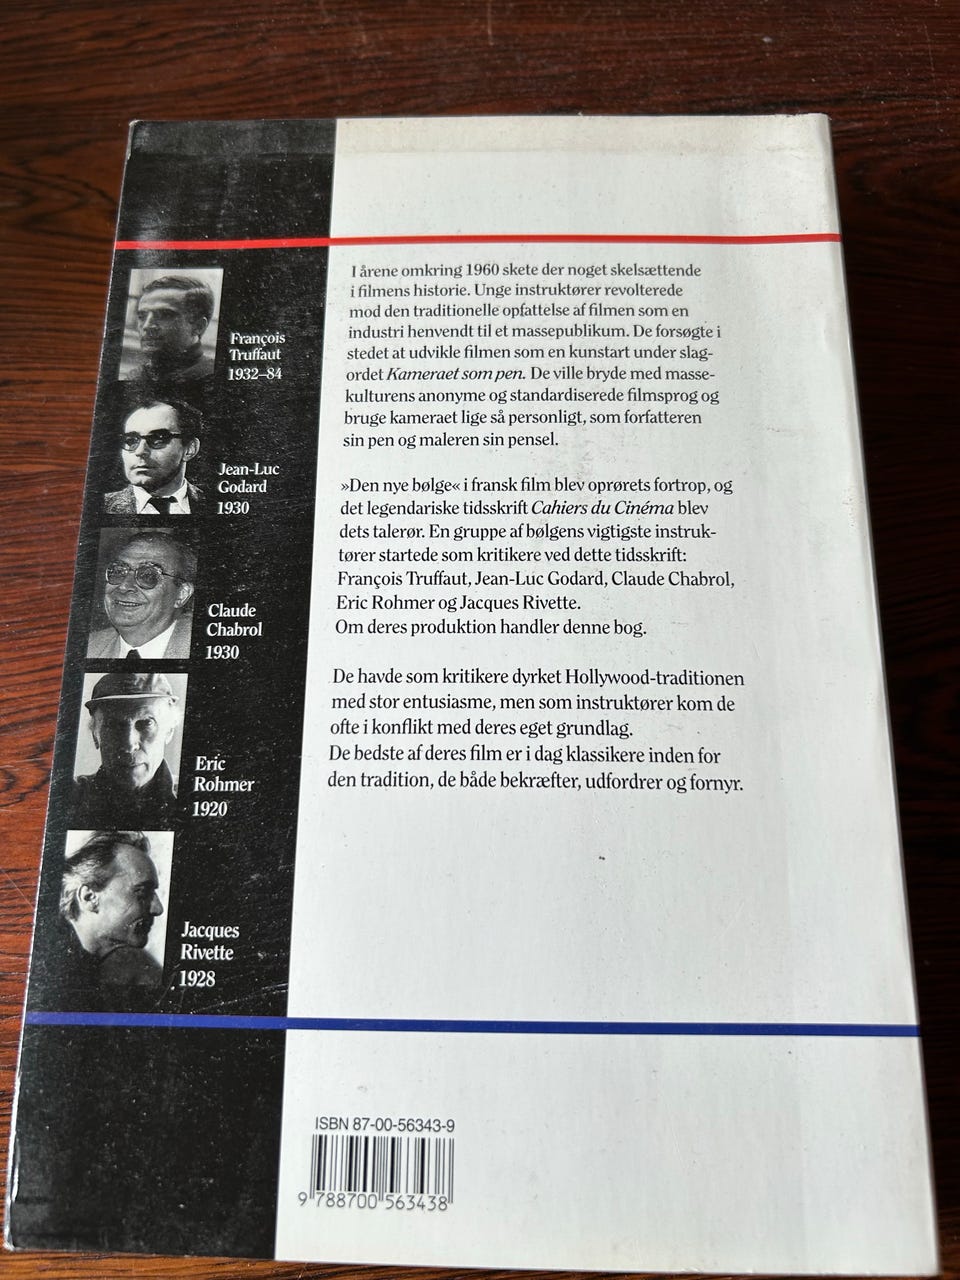 François
Truffaut
1932–84
Jean-Luc
Godard
1930
Claude
Chabrol
1930
Eric
Rohmer
1920
Jacques
Rivette
1928
I årene omkring 1960 skete der noget skelsættende
i filmens historie. Unge instruktører revolterede
mod den traditionelle opfattelse af filmen som en
industri henvendt til et massepublikum. De forsøgte i
stedet at udvikle filmen som en kunstart under slag-
ordet Kameraet som pen. De ville bryde med masse-
kulturens anonyme og standardiserede filmsprog og
bruge kameraet lige så personligt, som forfatteren
sin pen og maleren sin pensel.
»Den nye bølge« i fransk film blev oprørets fortrop, og
det legendariske tidsskrift Cahiers du Cinéma blev
dets talerør. En gruppe af bølgens vigtigste instruk-
tører startede som kritikere ved dette tidsskrift:
François Truffaut, Jean-Luc Godard, Claude Chabrol,
Eric Rohmer og Jacques Rivette.
Om deres produktion handler denne bog.
De havde som kritikere dyrket Hollywood-traditionen
med stor entusiasme, men som instruktører kom de
ofte i konflikt med deres eget grundlag.
De bedste af deres film er i dag klassikere inden for
den tradition, de både bekræfter, udfordrer og fornyr.
ISBN 87-00-56343-9
9 788700 563438